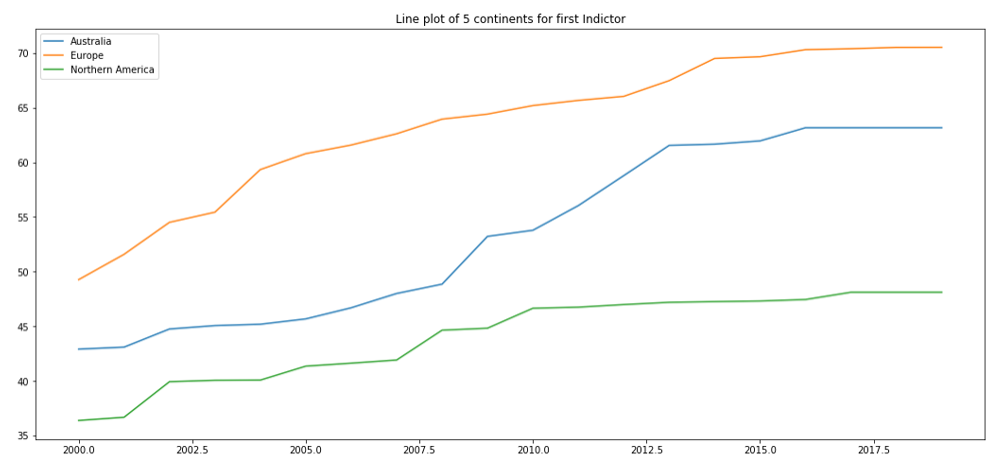 Line plot of 5 continents for first Indictor
Australia
Europe
Northern America
70
65
60
55
50
45
40
35
2000.0 2002.5 2005.0 2007.5 2010.0 2012.5 2015.0 2017.5